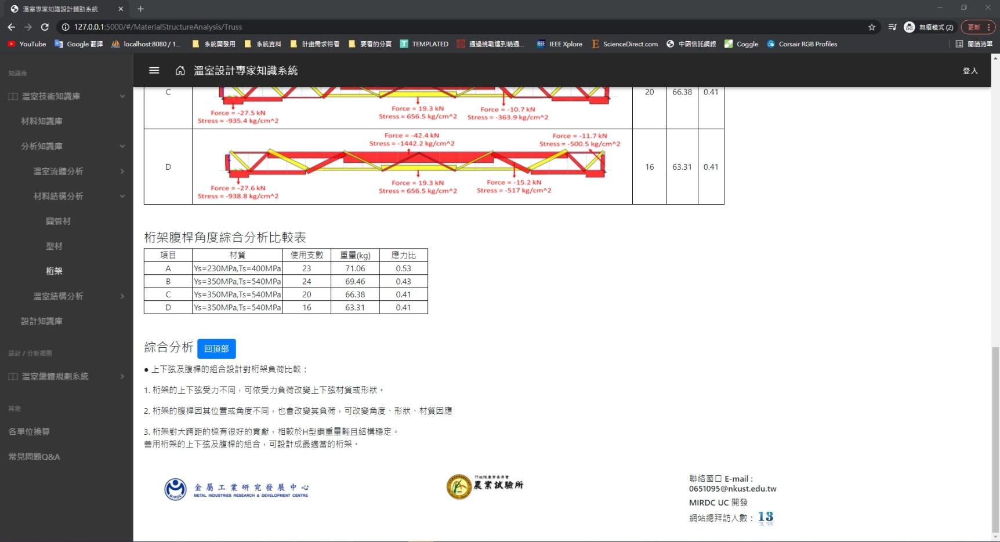 溫室專家知識設計輔助系統
127.0.0.1:5000/#/MaterialStructureAnalysis/Truss
無痕模式 (2)
更新
YouTube
Google 翻譯
localhost:8080 / 1...
系統開發用
系統資料
計畫需求待看
要看的分頁
TEMPLATED
通過挑戰達到精通...
IEEE Xplore
ScienceDirect.com
中國信託網銀
Coggle
Corsair RGB Profiles
閱讀清單
知識庫
溫室技術知識庫
材料知識庫
分析知識庫
溫室流體分析
材料結構分析
圓管材
型材
桁架
溫室結構分析
設計知識庫
設計 / 分析規劃
溫室總體規劃系統
其他
各單位換算
常見問題Q&A
溫室設計專家知識系統
登入
C
Force = -27.5 kN
Stress = -935.4 kg/cm^2
Force = 19.3 kN
Stress = 656.5 kg/cm^2
Force = -10.7 kN
Stress = -363.9 kg/cm^2
20 66.38 0.41
D
Force = -42.4 kN
Stress = -1442.2 kg/cm^2
Force = -11.7 kN
Stress = -500.5 kg/cm^2
Force = -27.6 kN
Stress = -938.8 kg/cm^2
Force = 19.3 kN
Stress = 656.5 kg/cm^2
Force = -15.2 kN
Stress = -517 kg/cm^2
16 63.31 0.41
桁架腹桿角度綜合分析比較表
項目 材質 使用支數 重量(kg) 應力比
A Ys=230MPa,Ts=400MPa 23 71.06 0.53
B Ys=350MPa,Ts=540MPa 24 69.46 0.43
C Ys=350MPa,Ts=540MPa 20 66.38 0.41
D Ys=350MPa,Ts=540MPa 16 63.31 0.41
綜合分析 回頂部
● 上下弦及腹桿的組合設計對桁架負荷比較：
1. 桁架的上下弦受力不同，可依受力負荷改變上下弦材質或形狀。
2. 桁架的腹桿因其位置或角度不同，也會改變其負荷，可改變角度、形狀、材質因應
3. 桁架對大跨距的樑有很好的貢獻，相較於H型鋼重量輕且結構穩定。
善用桁架的上下弦及腹桿的組合，可設計成最適當的桁架。
MIRDC
金屬工業研究發展中心
METAL INDUSTRIES RESEARCH & DEVELOPMENT CENTRE
行政院農業委員會
農業試驗所
聯絡窗口 E-mail :
0651095@nkust.edu.tw
MIRDC UC 開發
網站總拜訪人數： 13